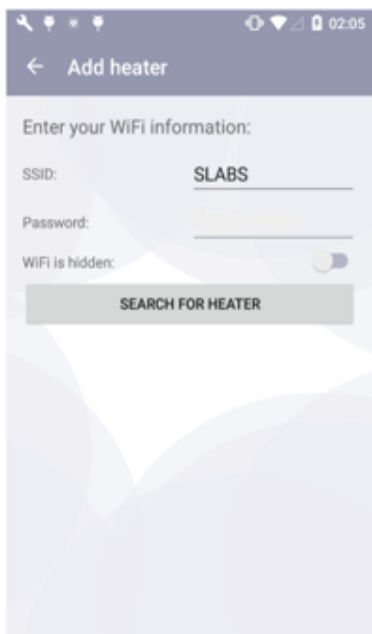 02:05
Add heater
Enter your WiFi information:
SSID: SLABS
Password:
WiFi is hidden:
SEARCH FOR HEATER